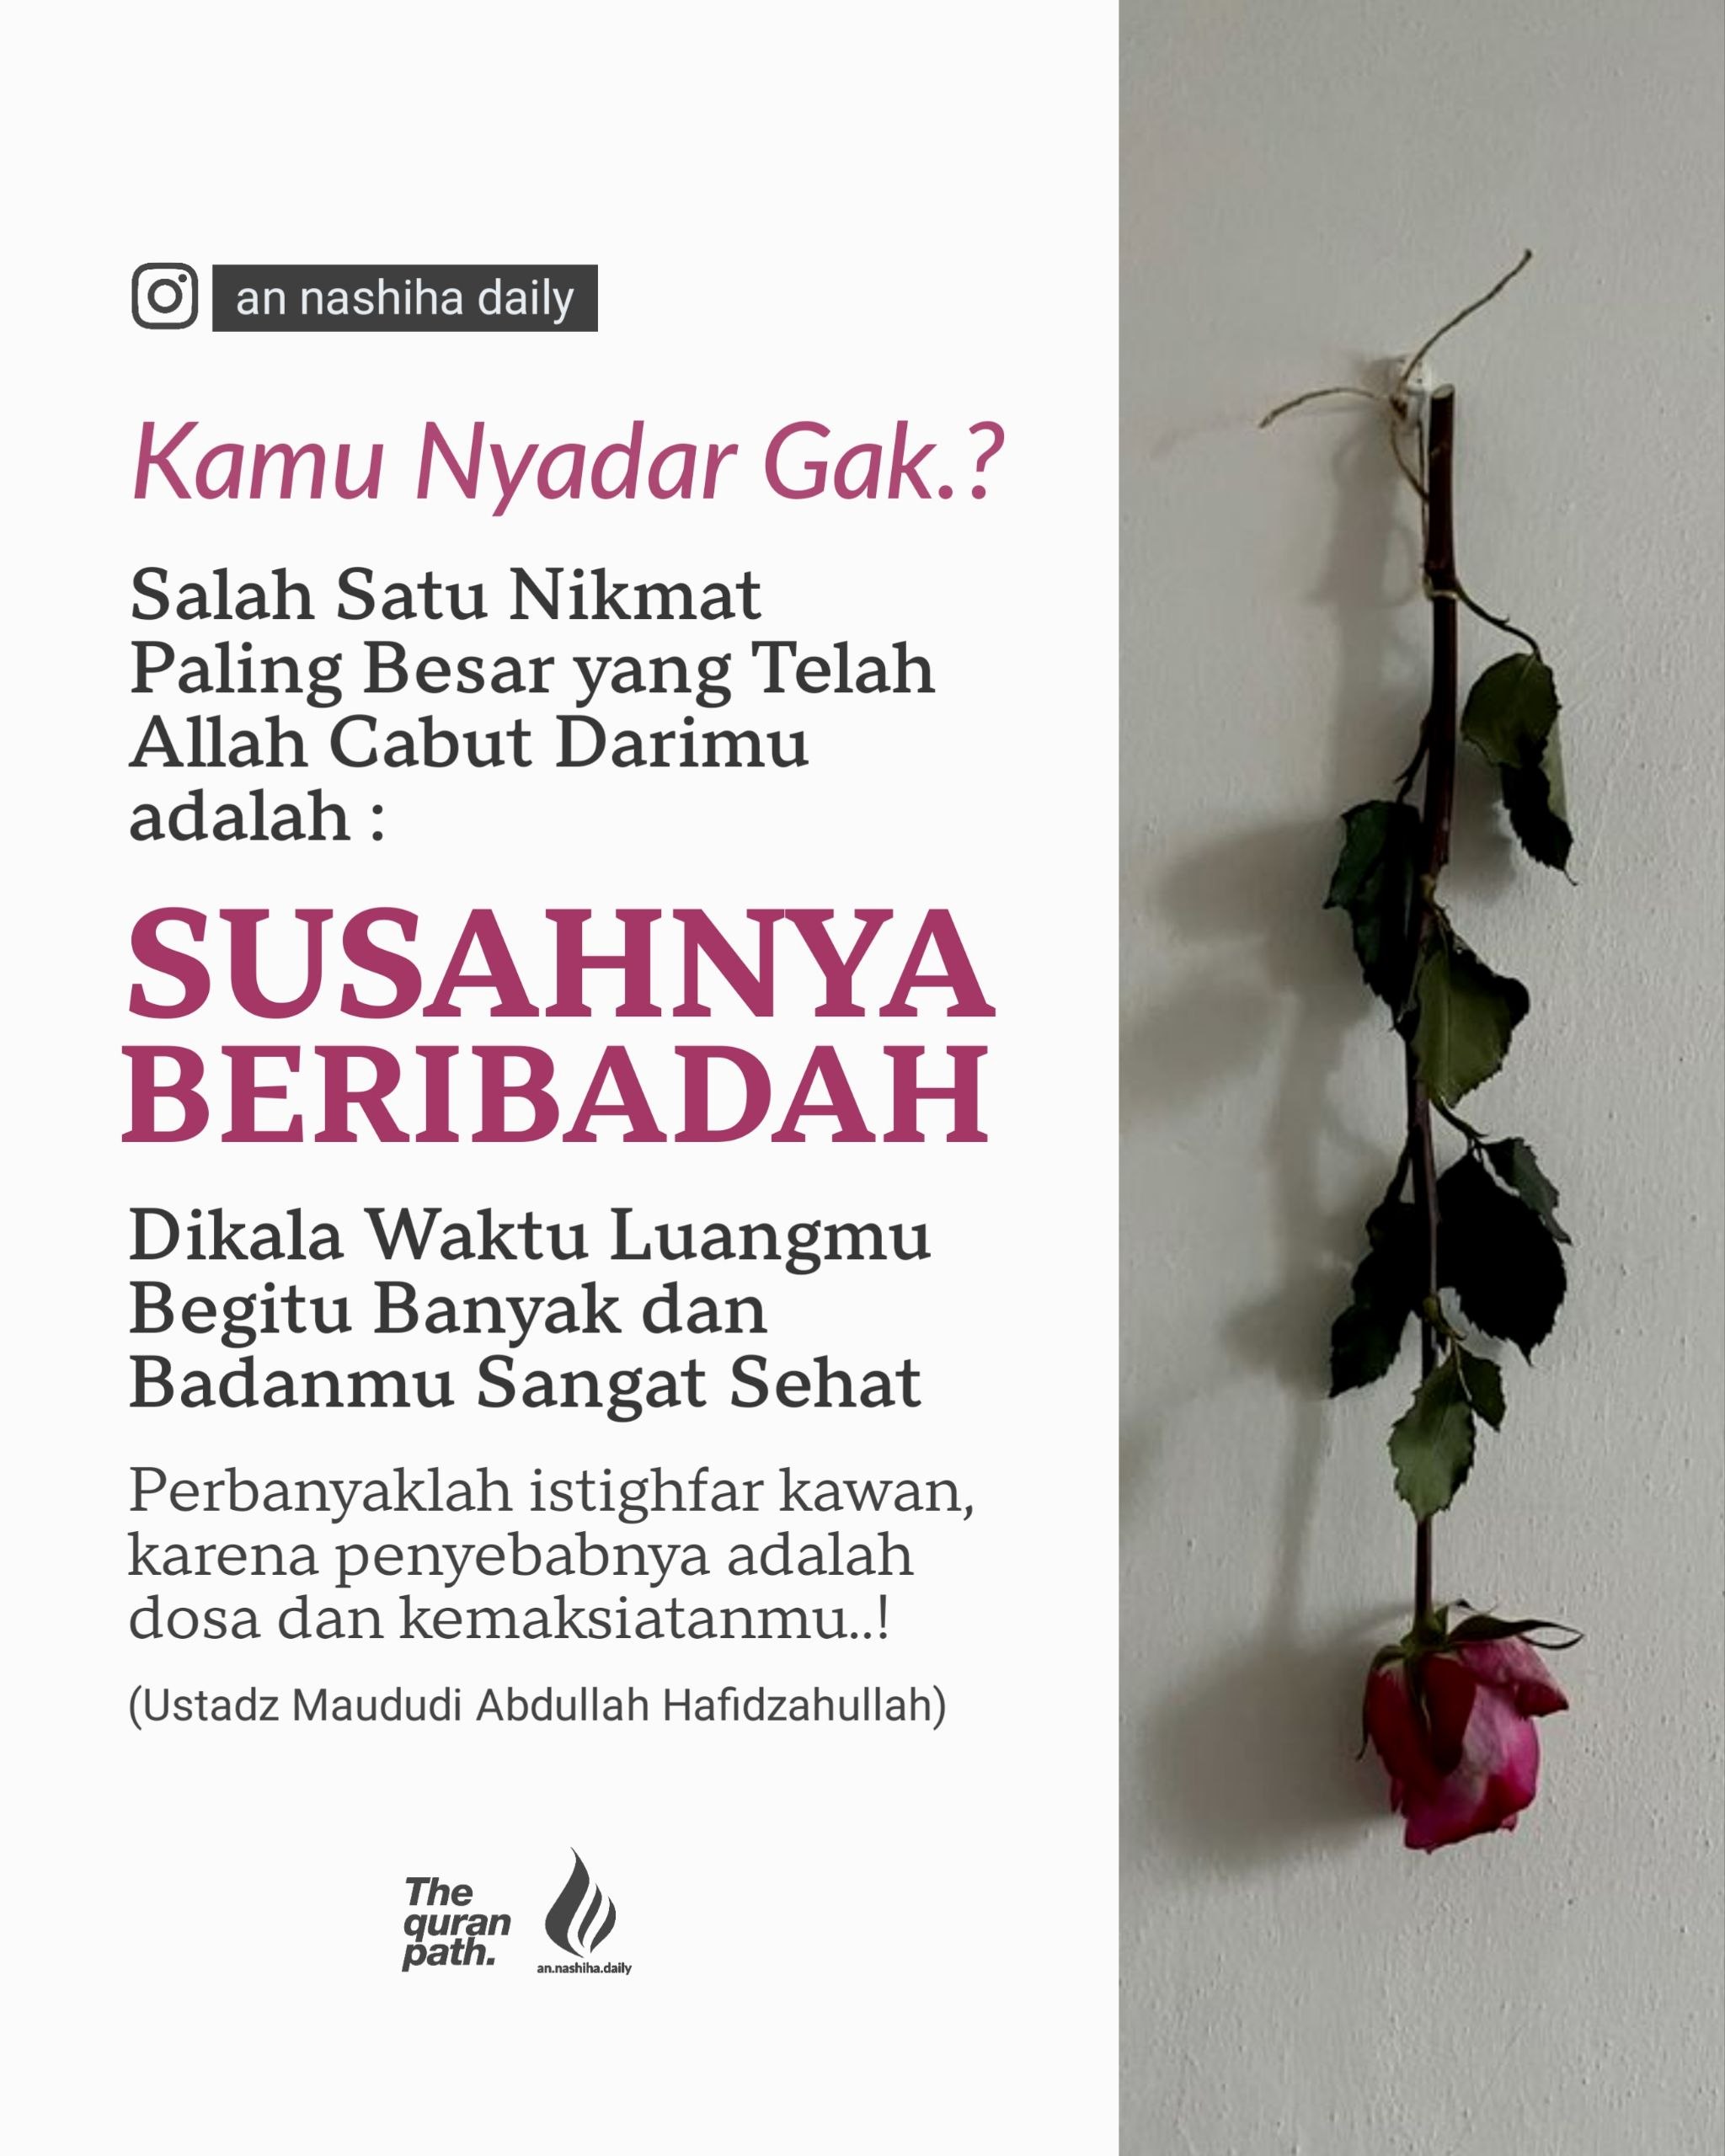 an nashiha daily
Kamu Nyadar Gak.?
Salah Satu Nikmat
Paling Besar yang Telah
Allah Cabut Darimu
adalah :
SUSAHNYA
BERIBADAH
Dikala Waktu Luangmu
Begitu Banyak dan
Badanmu Sangat Sehat
Perbanyaklah istighfar kawan,
karena penyebabnya adalah
dosa dan kemaksiatanmu..!
(Ustadz Maududi Abdullah Hafidzahullah)
The
quran
path.
an.nashiha.daily